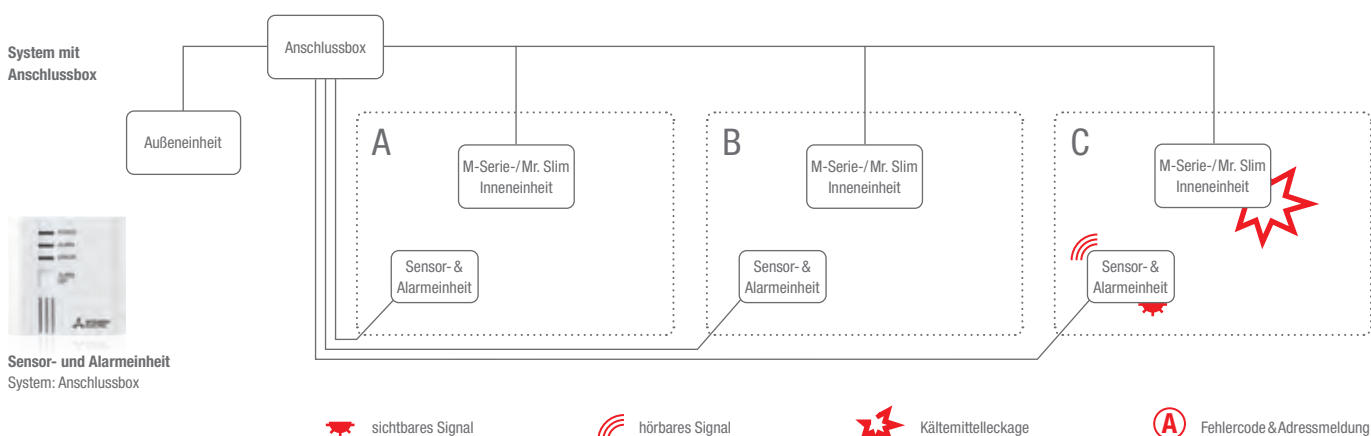 System mit
Anschlussbox
Anschlussbox
Außeneinheit
A
M-Serie-/Mr. Slim
Inneneinheit
Sensor- &
Alarmeinheit
B
M-Serie-/Mr. Slim
Inneneinheit
Sensor- &
Alarmeinheit
C
M-Serie-/Mr. Slim
Inneneinheit
Sensor- &
Alarmeinheit
Sensor- und Alarmeinheit
System: Anschlussbox
sichtbares Signal
hörbares Signal
Kältemittelleckage
A Fehlercode & Adressmeldung